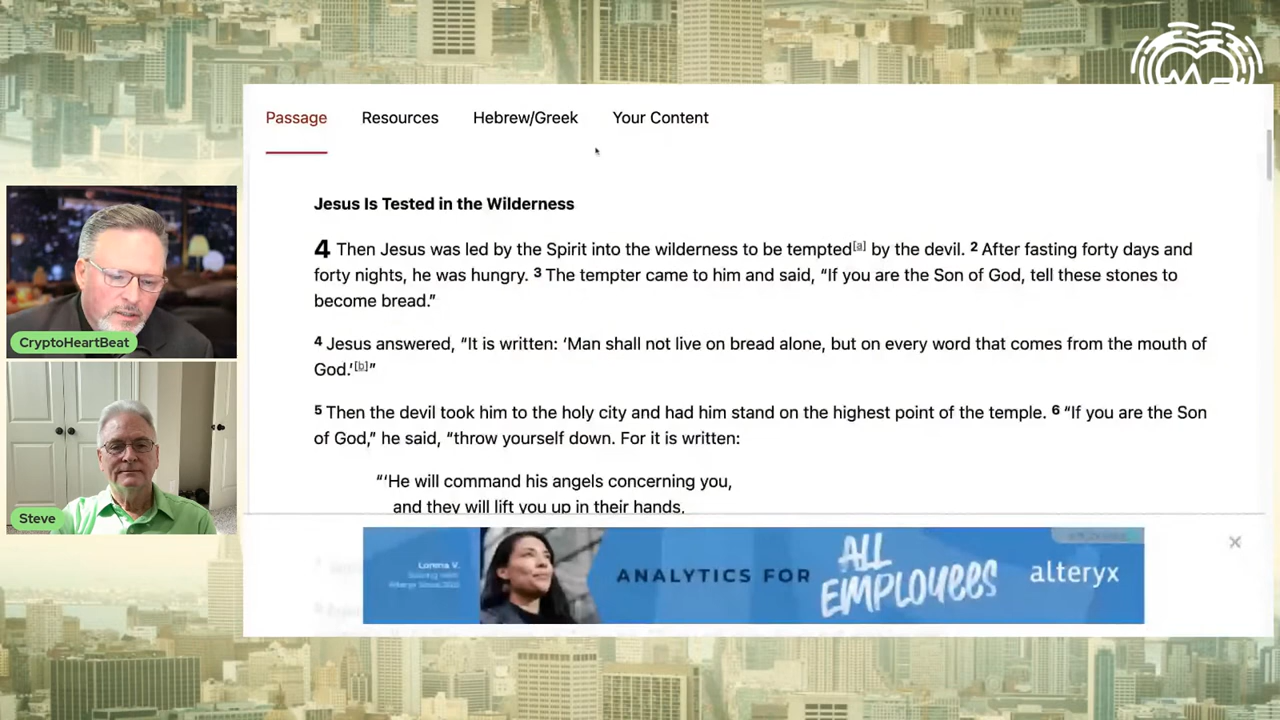 Passage Resources Hebrew/Greek Your Content
Jesus Is Tested in the Wilderness
4 Then Jesus was led by the Spirit into the wilderness to be tempted[a] by the devil. 2 After fasting forty days and
forty nights, he was hungry. 3 The tempter came to him and said, “If you are the Son of God, tell these stones to
become bread.”
4 Jesus answered, “It is written: ‘Man shall not live on bread alone, but on every word that comes from the mouth of
God.’[b]”
5 Then the devil took him to the holy city and had him stand on the highest point of the temple. 6 “If you are the Son
of God,” he said, “throw yourself down. For it is written:
“‘He will command his angels concerning you,
and they will lift you up in their hands,
CryptoHeartBeat
Steve
Lorena V.
ANALYTICS FOR
ALL
EMPLOYEES
alteryx